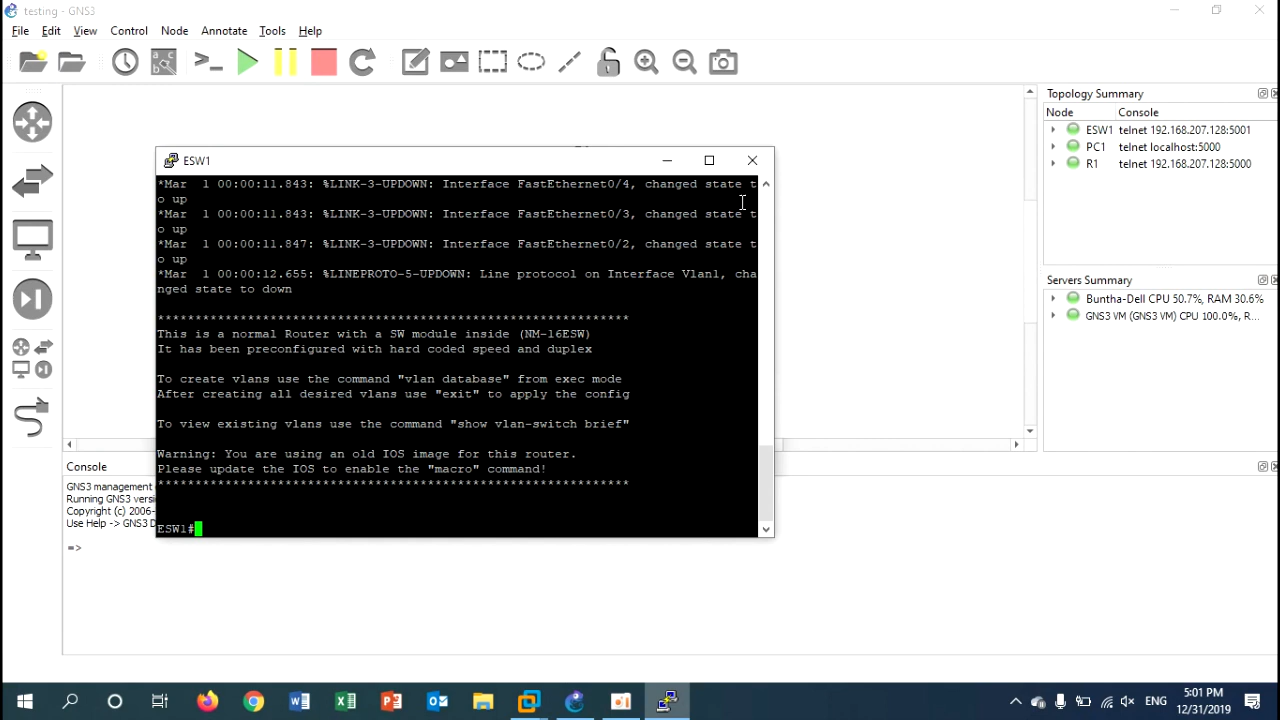 testing - GNS3
File Edit View Control Node Annotate Tools Help
Topology Summary
Node Console
ESW1 telnet 192.168.207.128:5001
PC1 telnet localhost:5000
R1 telnet 192.168.207.128:5000
Servers Summary
Buntha-Dell CPU 50.7%, RAM 30.6%
GNS3 VM (GNS3 VM) CPU 100.0%, R
ESW1
*Mar  1 00:00:11.843: %LINK-3-UPDOWN: Interface FastEthernet0/4, changed state t
o up
*Mar  1 00:00:11.843: %LINK-3-UPDOWN: Interface FastEthernet0/3, changed state t
o up
*Mar  1 00:00:11.847: %LINK-3-UPDOWN: Interface FastEthernet0/2, changed state t
o up
*Mar  1 00:00:12.655: %LINEPROTO-5-UPDOWN: Line protocol on Interface Vlan1, cha
nged state to down
***************************************************************
This is a normal Router with a SW module inside (NM-16ESW)
It has been preconfigured with hard coded speed and duplex
To create vlans use the command "vlan database" from exec mode
After creating all desired vlans use "exit" to apply the config
To view existing vlans use the command "show vlan-switch brief"
Warning: You are using an old IOS image for this router.
Please update the IOS to enable the "macro" command!
***************************************************************
ESW1#
Console
GNS3 management
Running GNS3 versi
Copyright (c) 2006-
Use Help -> GNS3 D
=>
ENG
5:01 PM
12/31/2019